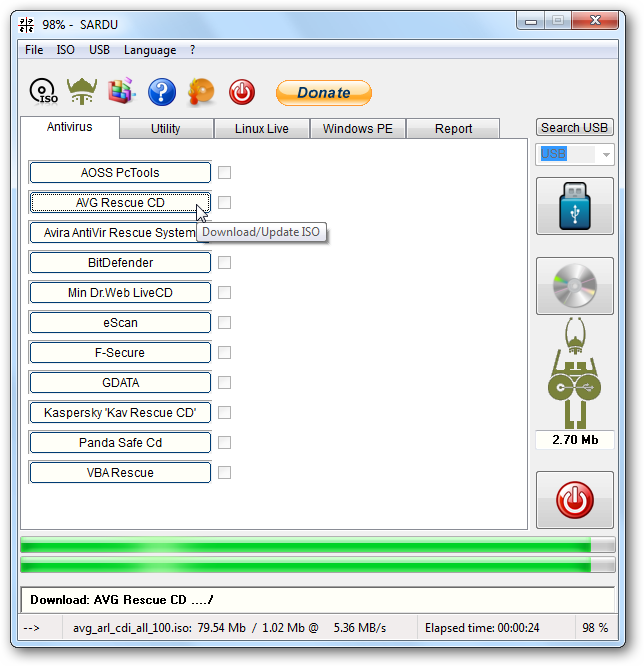 98% - SARDU
File ISO USB Language ?
ISO Donate
Antivirus Utility Linux Live Windows PE Report
Search USB
USB
AOSS PcTools
AVG Rescue CD
Avira AntiVir Rescue System
Download/Update ISO
BitDefender
Min Dr.Web LiveCD
eScan
F-Secure
GDATA
Kaspersky 'Kav Rescue CD'
Panda Safe Cd
VBA Rescue
2.70 Mb
Download: AVG Rescue CD ..../
--> avg_arl_cdi_all_100.iso: 79.54 Mb / 1.02 Mb @ 5.36 MB/s Elapsed time: 00:00:24 98 %